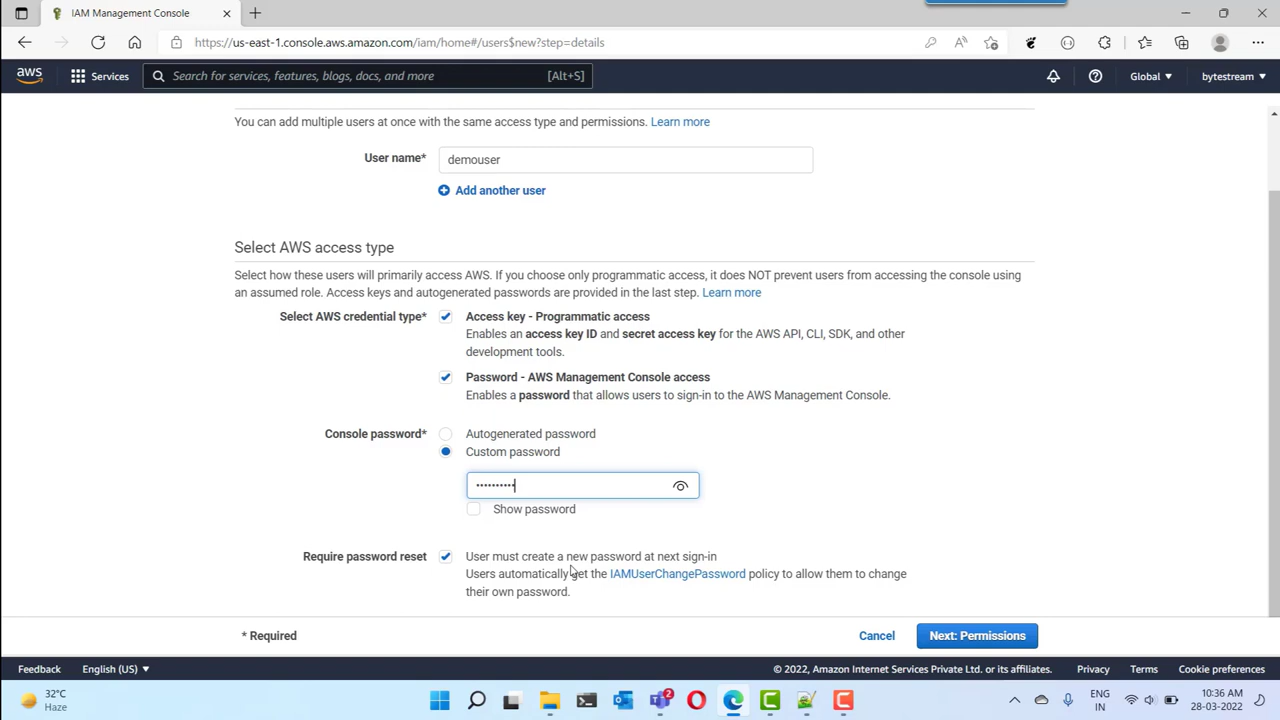 IAM Management Console
https://us-east-1.console.aws.amazon.com/iam/home#/users$new?step=details
aws
Services
Search for services, features, blogs, docs, and more
[Alt+S]
Global
bytestream
You can add multiple users at once with the same access type and permissions. Learn more
User name*
demouser
Add another user
Select AWS access type
Select how these users will primarily access AWS. If you choose only programmatic access, it does NOT prevent users from accessing the console using
an assumed role. Access keys and autogenerated passwords are provided in the last step. Learn more
Select AWS credential type*
Access key - Programmatic access
Enables an access key ID and secret access key for the AWS API, CLI, SDK, and other
development tools.
Password - AWS Management Console access
Enables a password that allows users to sign-in to the AWS Management Console.
Console password*
Autogenerated password
Custom password
••••••••••
Show password
Require password reset
User must create a new password at next sign-in
Users automatically get the IAMUserChangePassword policy to allow them to change
their own password.
* Required
Cancel
Next: Permissions
Feedback
English (US)
© 2022, Amazon Internet Services Private Ltd. or its affiliates.
Privacy
Terms
Cookie preferences
32°C
Haze
2
ENG
IN
10:36 AM
28-03-2022